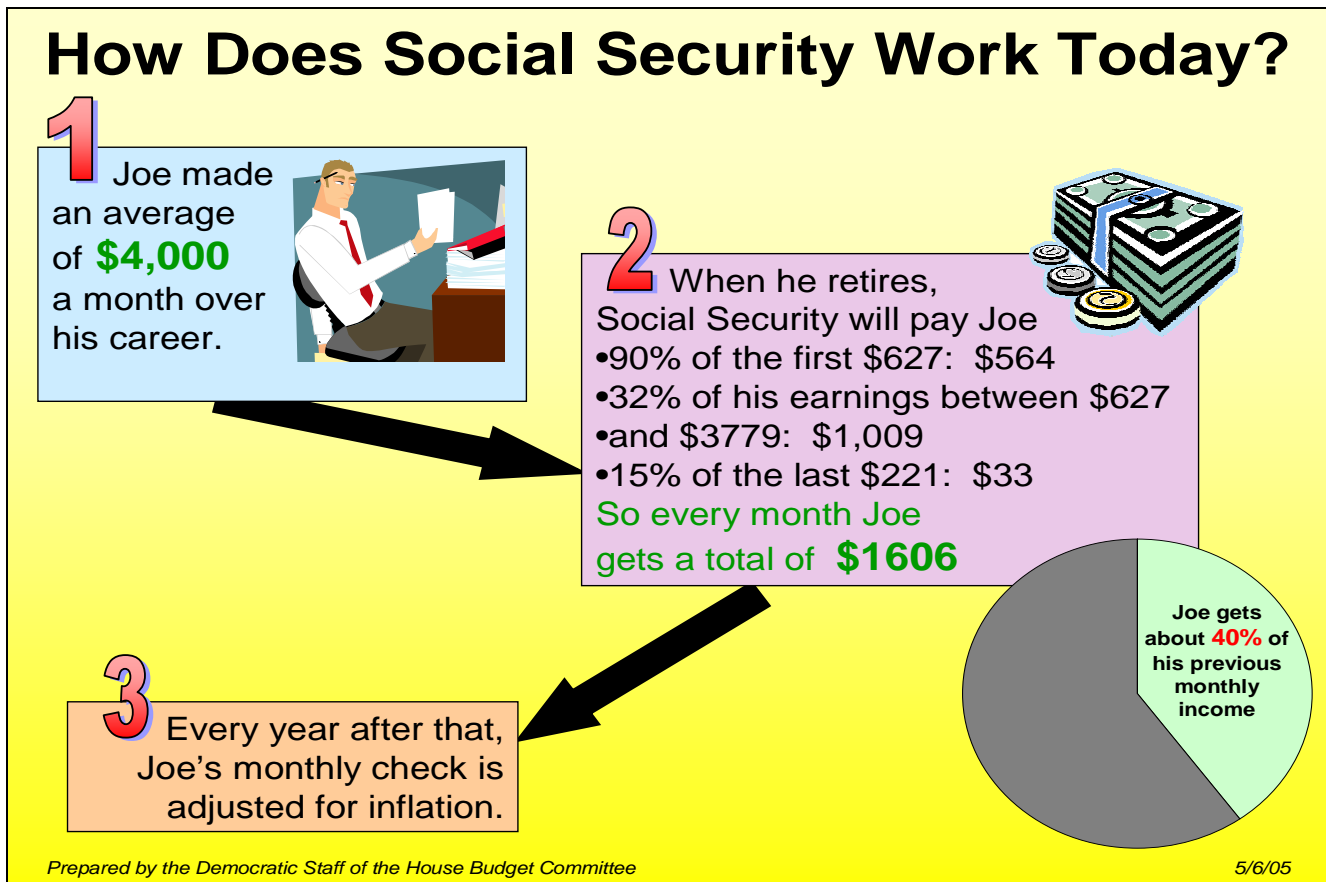 How Does Social Security Work Today?
1 Joe made
an average
of $4,000
a month over
his career.
2 When he retires,
Social Security will pay Joe
•90% of the first $627: $564
•32% of his earnings between $627
•and $3779: $1,009
•15% of the last $221: $33
So every month Joe
gets a total of $1606
Joe gets
about 40% of
his previous
monthly
income
3 Every year after that,
Joe’s monthly check is
adjusted for inflation.
Prepared by the Democratic Staff of the House Budget Committee
5/6/05